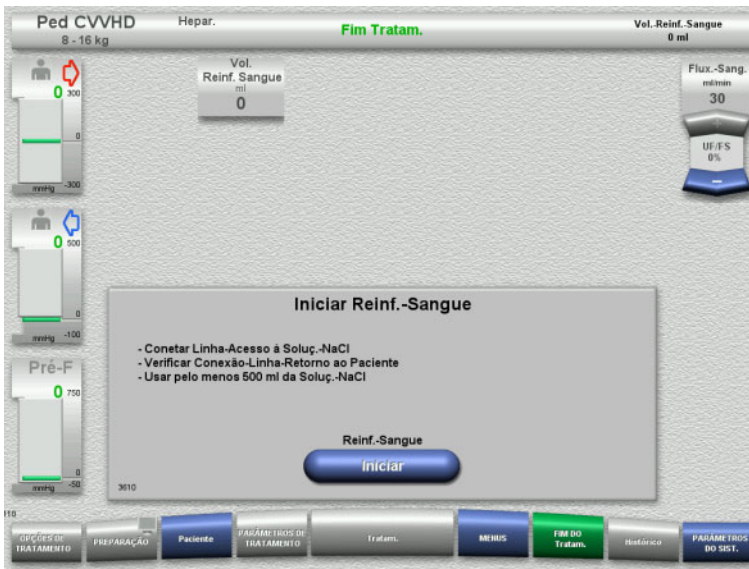 Ped CVVHD
8 - 16 kg
Hepar.
Fim Tratam.
Vol.-Reinf.-Sangue
0 ml
0
300
0
-300
mmHg
Vol.
Reinf. Sangue
ml
0
Flux.-Sang.
ml/min
30
UF/FS
0%
0
500
0
-100
mmHg
Pré-F
0
750
0
-50
mmHg
Iniciar Reinf.-Sangue
- Conetar Linha-Acesso à Soluç.-NaCl
- Verificar Conexão-Linha-Retorno ao Paciente
- Usar pelo menos 500 ml da Soluç.-NaCl
Reinf.-Sangue
Iniciar
3610
110
OPÇÕES DE
TRATAMENTO
PREPARAÇÃO
Paciente
PARÂMETROS DE
TRATAMENTO
Tratam.
MENUS
FIM DO
Tratam.
Histórico
PARÂMETROS
DO SIST.